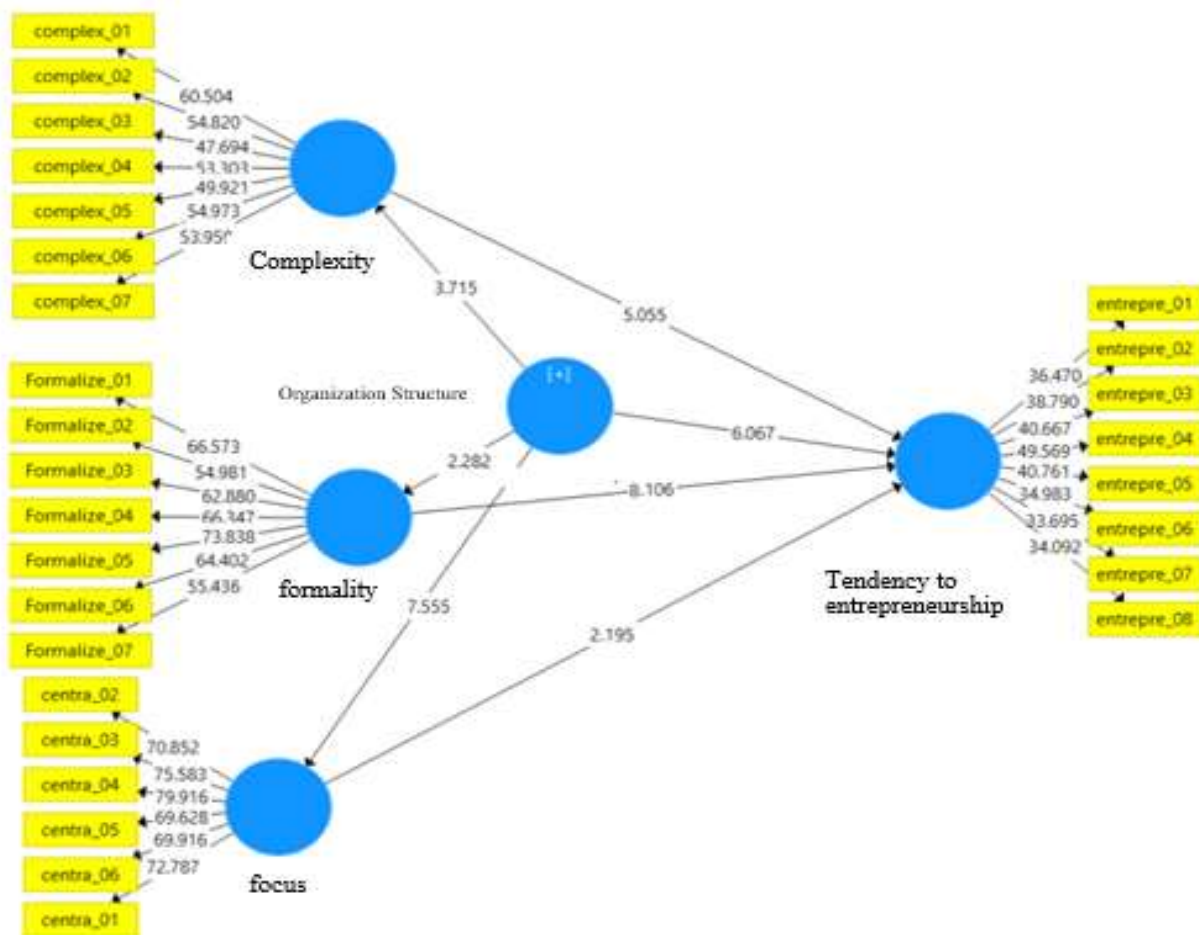 complex_01
complex_02
complex_03
complex_04
complex_05
complex_06
complex_07
60.504
54.820
47.694
53.303
49.921
54.973
Complexity
3.715
5.055
Formalize_01
Formalize_02
Formalize_03
Formalize_04
Formalize_05
Formalize_06
Formalize_07
66.573
54.981
62.880
66.347
73.838
64.402
55.436
formality
[+]
Organization Structure
2.282
6.067
8.106
7.555
2.195
centra_02
centra_03
centra_04
centra_05
centra_06
centra_01
70.852
75.583
79.916
69.628
69.916
72.787
focus
entrepre_01
entrepre_02
entrepre_03
entrepre_04
entrepre_05
entrepre_06
entrepre_07
entrepre_08
36.470
38.790
40.667
49.569
40.761
34.983
33.695
34.092
Tendency to
entrepreneurship